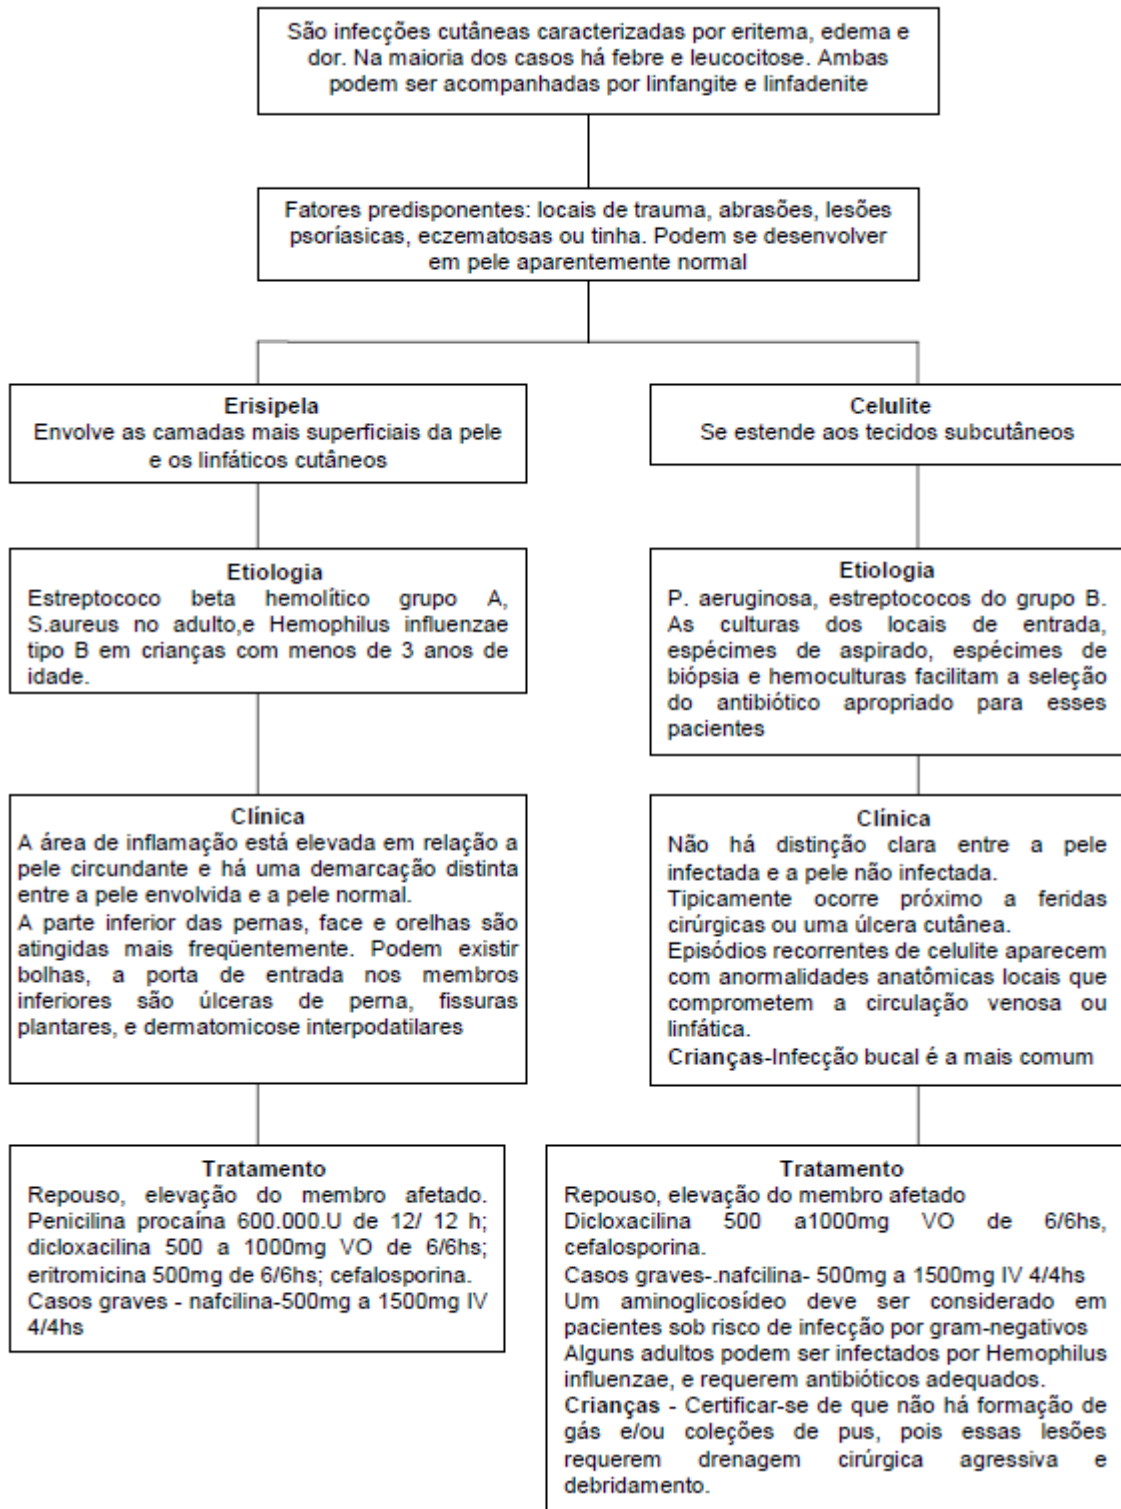 São infecções cutâneas caracterizadas por eritema, edema e
dor. Na maioria dos casos há febre e leucocitose. Ambas
podem ser acompanhadas por linfangite e linfadenite
Fatores predisponentes: locais de trauma, abrasões, lesões
psoríasicas, eczematosas ou tinha. Podem se desenvolver
em pele aparentemente normal
Erisipela
Envolve as camadas mais superficiais da pele
e os linfáticos cutâneos
Etiologia
Estreptococo beta hemolítico grupo A,
S.aureus no adulto,e Hemophilus influenzae
tipo B em crianças com menos de 3 anos de
idade.
Clínica
A área de inflamação está elevada em relação a
pele circundante e há uma demarcação distinta
entre a pele envolvida e a pele normal.
A parte inferior das pernas, face e orelhas são
atingidas mais freqüentemente. Podem existir
bolhas, a porta de entrada nos membros
inferiores são úlceras de perna, fissuras
plantares, e dermatomicose interpodatilares
Tratamento
Repouso, elevação do membro afetado.
Penicilina procaína 600.000.U de 12/ 12 h;
dicloxacilina 500 a 1000mg VO de 6/6hs;
eritromicina 500mg de 6/6hs; cefalosporina.
Casos graves - nafcilina-500mg a 1500mg IV
4/4hs
Celulite
Se estende aos tecidos subcutâneos
Etiologia
P. aeruginosa, estreptococos do grupo B.
As culturas dos locais de entrada,
espécimes de aspirado, espécimes de
biópsia e hemoculturas facilitam a seleção
do antibiótico apropriado para esses
pacientes
Clínica
Não há distinção clara entre a pele
infectada e a pele não infectada.
Tipicamente ocorre próximo a feridas
cirúrgicas ou uma úlcera cutânea.
Episódios recorrentes de celulite aparecem
com anormalidades anatômicas locais que
comprometem a circulação venosa ou
linfática.
Crianças-Infecção bucal é a mais comum
Tratamento
Repouso, elevação do membro afetado
Dicloxacilina 500 a1000mg VO de 6/6hs,
cefalosporina.
Casos graves-.nafcilina- 500mg a 1500mg IV 4/4hs
Um aminoglicosídeo deve ser considerado em
pacientes sob risco de infecção por gram-negativos
Alguns adultos podem ser infectados por Hemophilus
influenzae, e requerem antibióticos adequados.
Crianças - Certificar-se de que não há formação de
gás e/ou coleções de pus, pois essas lesões
requerem drenagem cirúrgica agressiva e
debridamento.